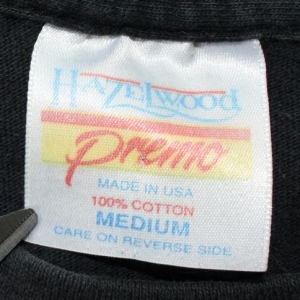 HAZElwood
Premo
MADE IN USA
100% COTTON
MEDIUM
CARE ON REVERSE SIDE